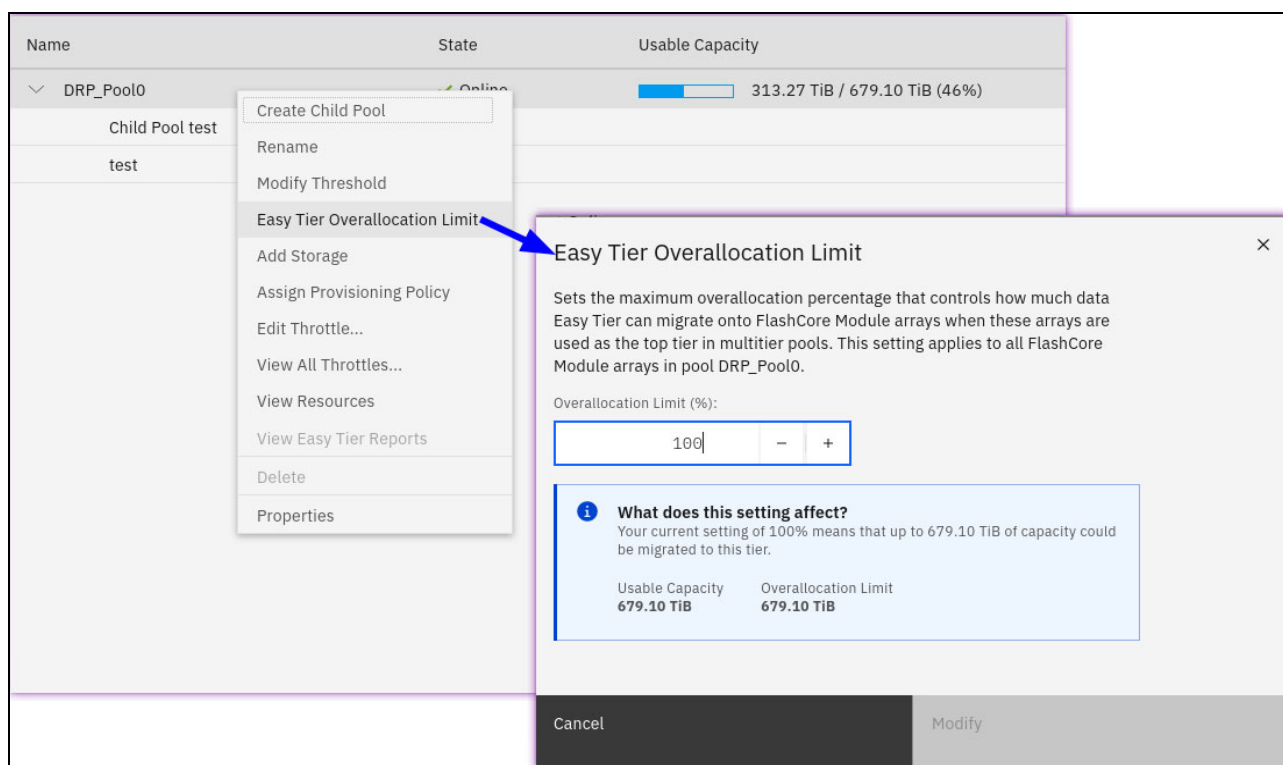 Name State Usable Capacity
DRP_Pool0 Online 313.27 TiB / 679.10 TiB (46%)
Child Pool test
test
Create Child Pool
Rename
Modify Threshold
Easy Tier Overallocation Limit
Add Storage
Assign Provisioning Policy
Edit Throttle...
View All Throttles...
View Resources
View Easy Tier Reports
Delete
Properties
Easy Tier Overallocation Limit
Sets the maximum overallocation percentage that controls how much data
Easy Tier can migrate onto FlashCore Module arrays when these arrays are
used as the top tier in multitier pools. This setting applies to all FlashCore
Module arrays in pool DRP_Pool0.
Overallocation Limit (%):
100 − +
What does this setting affect?
Your current setting of 100% means that up to 679.10 TiB of capacity could
be migrated to this tier.
Usable Capacity Overallocation Limit
679.10 TiB 679.10 TiB
Cancel Modify